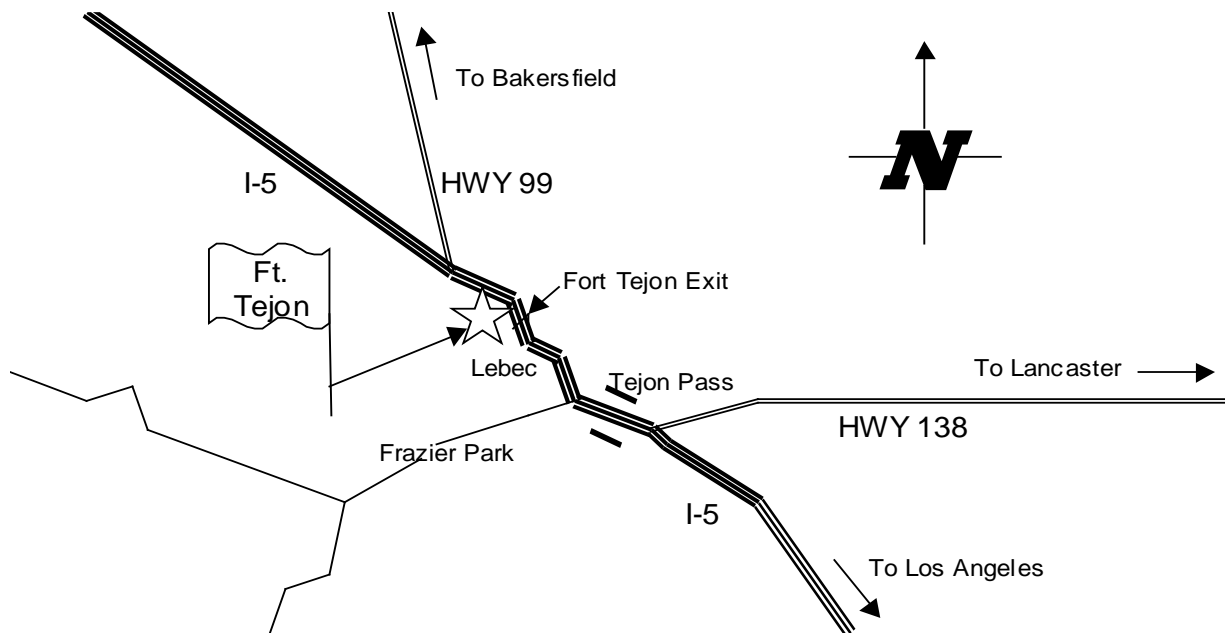 To Bakersfield
I-5
HWY 99
N
Ft.
Tejon
Fort Tejon Exit
Lebec
Tejon Pass
To Lancaster
HWY 138
Frazier Park
I-5
To Los Angeles